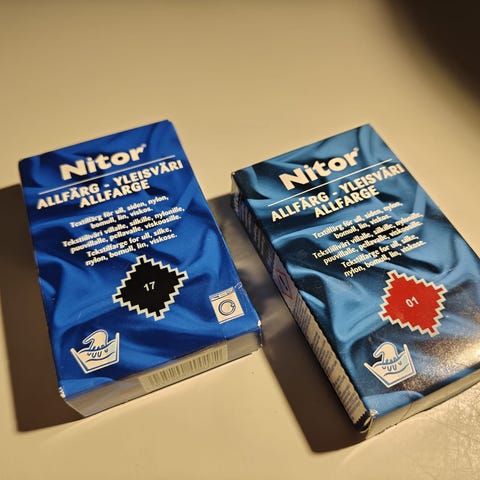 Nitor®
ALLFÄRG - YLEISVÄRI
ALLFARGE
Textilfärg för ull, siden, nylon,
bomull, lin, viskos.
Tekstiiliväri villalle, silkille, nylonille,
puuvillalle, pellavalle, viskoosille.
Tekstilfarge for ull, silke,
nylon, bomull, lin, viskose.
17
Nitor®
ALLFÄRG - YLEISVÄRI
ALLFARGE
Textilfärg för ull, siden, nylon,
bomull, lin, viskos.
Tekstiiliväri villalle, silkille, nylonille,
puuvillalle, pellavalle, viskoosille.
Tekstilfarge for ull, silke,
nylon, bomull, lin, viskose.
01